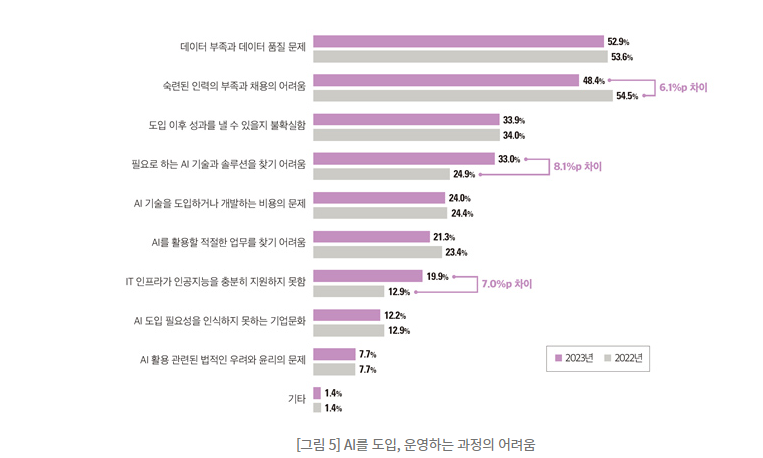 데이터 부족과 데이터 품질 문제
52.9%
53.6%
숙련된 인력의 부족과 채용의 어려움
48.4%
54.5%
6.1%p 차이
도입 이후 성과를 낼 수 있을지 불확실함
33.9%
34.0%
필요로 하는 AI 기술과 솔루션을 찾기 어려움
33.0%
24.9%
8.1%p 차이
AI 기술을 도입하거나 개발하는 비용의 문제
24.0%
24.4%
AI를 활용할 적절한 업무를 찾기 어려움
21.3%
23.4%
IT 인프라가 인공지능을 충분히 지원하지 못함
19.9%
12.9%
7.0%p 차이
AI 도입 필요성을 인식하지 못하는 기업문화
12.2%
12.9%
AI 활용 관련된 법적인 우려와 윤리의 문제
7.7%
7.7%
기타
1.4%
1.4%
2023년 2022년
[그림 5] AI를 도입, 운영하는 과정의 어려움